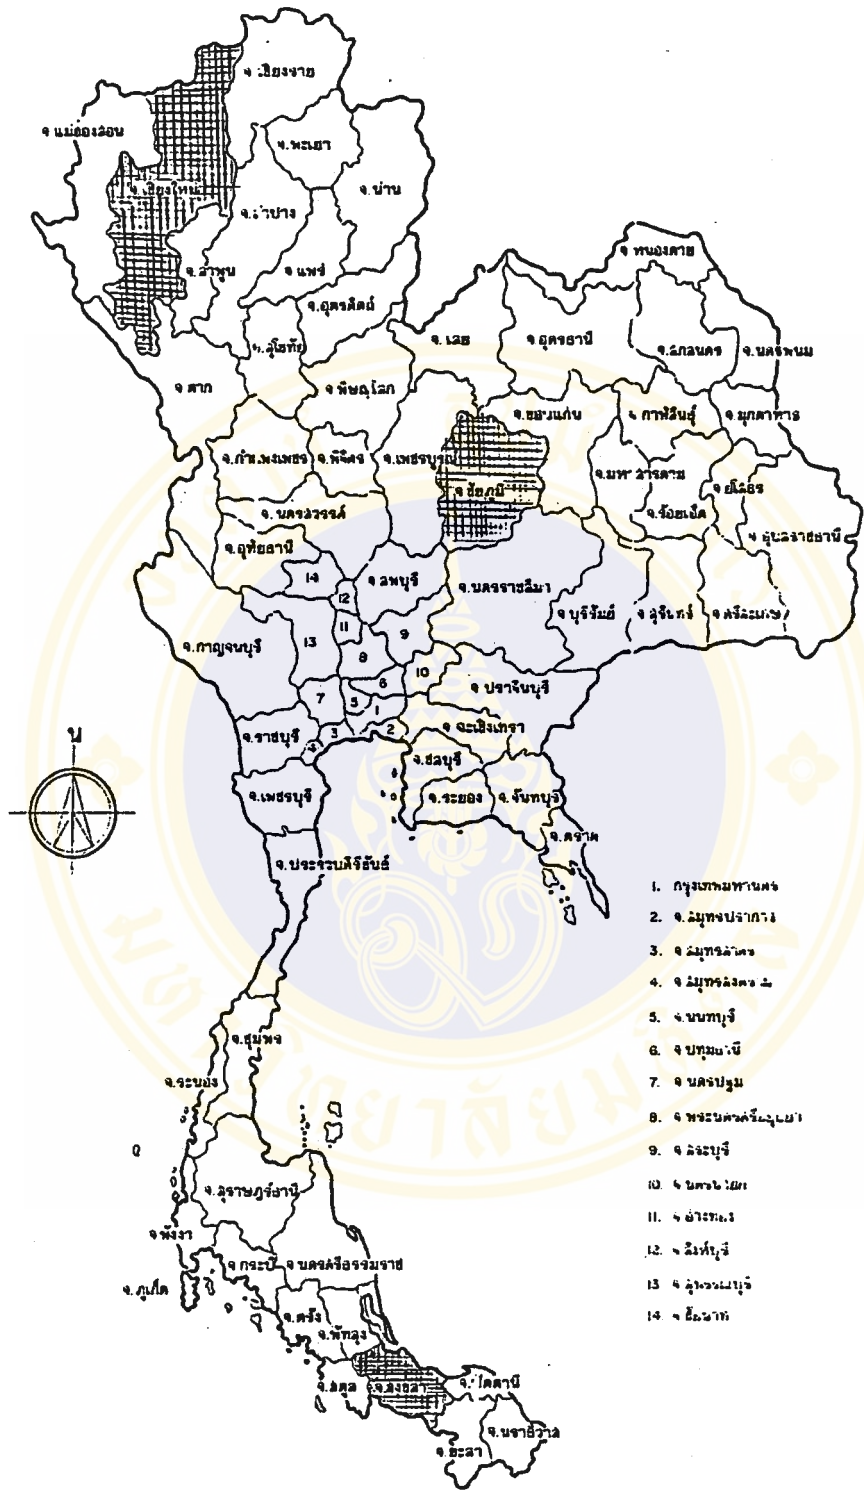 จ.เชียงราย
จ.แม่ฮ่องสอน
จ.พะเยา
จ.เชียงใหม่
จ.น่าน
จ.ลำปาง
จ.ลำพูน
จ.แพร่
จ.หนองคาย
จ.อุตรดิตถ์
จ.สุโขทัย
จ.เลย
จ.อุดรธานี
จ.สกลนคร
จ.นครพนม
จ.ตาก
จ.พิษณุโลก
จ.ขอนแก่น
จ.กาฬสินธุ์
จ.มุกดาหาร
จ.กำแพงเพชร
จ.พิจิตร
จ.เพชรบูรณ์
จ.มหาสารคาม
จ.ชัยภูมิ
จ.ยโสธร
จ.ร้อยเอ็ด
จ.นครสวรรค์
จ.อุบลราชธานี
จ.อุทัยธานี
14
จ.ลพบุรี
จ.นครราชสีมา
12
จ.บุรีรัมย์
จ.สุรินทร์
จ.ศรีสะเกษ
11
9
จ.กาญจนบุรี
13
8
10
6
จ.ปราจีนบุรี
7
5
1
จ.ราชบุรี
3
2
จ.ฉะเชิงเทรา
4
น
จ.ชลบุรี
จ.เพชรบุรี
จ.ระยอง
จ.จันทบุรี
จ.ตราด
จ.ประจวบคีรีขันธ์
1. กรุงเทพมหานคร
2. จ.สมุทรปราการ
3. จ.สมุทรสาคร
4. จ.สมุทรสงคราม
5. จ.นนทบุรี
6. จ.ปทุมธานี
7. จ.นครปฐม
8. จ.พระนครศรีอยุธยา
9. จ.สระบุรี
10. จ.นครนายก
11. จ.อ่างทอง
12. จ.สิงห์บุรี
13. จ.สุพรรณบุรี
14. จ.ชัยนาท
จ.ชุมพร
จ.ระนอง
จ.สุราษฎร์ธานี
จ.พังงา
จ.กระบี่
จ.นครศรีธรรมราช
จ.ภูเก็ต
จ.ตรัง
จ.พัทลุง
จ.สตูล
จ.สงขลา
จ.ปัตตานี
จ.นราธิวาส
จ.ยะลา
มหาวิทยาลัยมหิดล